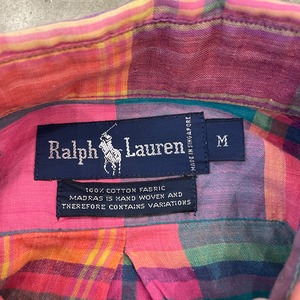 Ralph Lauren
MADE IN SINGAPORE
M
100% COTTON FABRIC
MADRAS IS HAND WOVEN AND
THEREFORE CONTAINS VARIATIONS